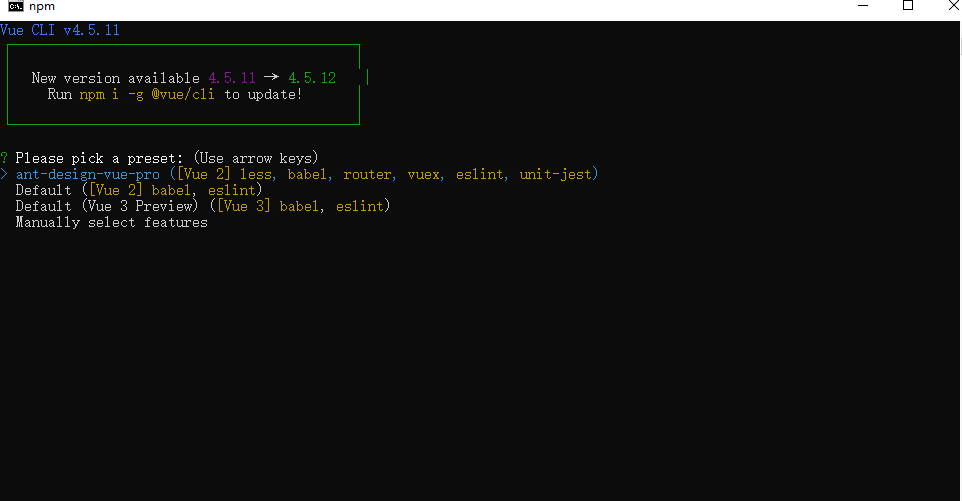 npm
Vue CLI v4.5.11
New version available 4.5.11 → 4.5.12
Run npm i -g @vue/cli to update!
? Please pick a preset: (Use arrow keys)
> ant-design-vue-pro ([Vue 2] less, babel, router, vuex, eslint, unit-jest)
Default ([Vue 2] babel, eslint)
Default (Vue 3 Preview) ([Vue 3] babel, eslint)
Manually select features